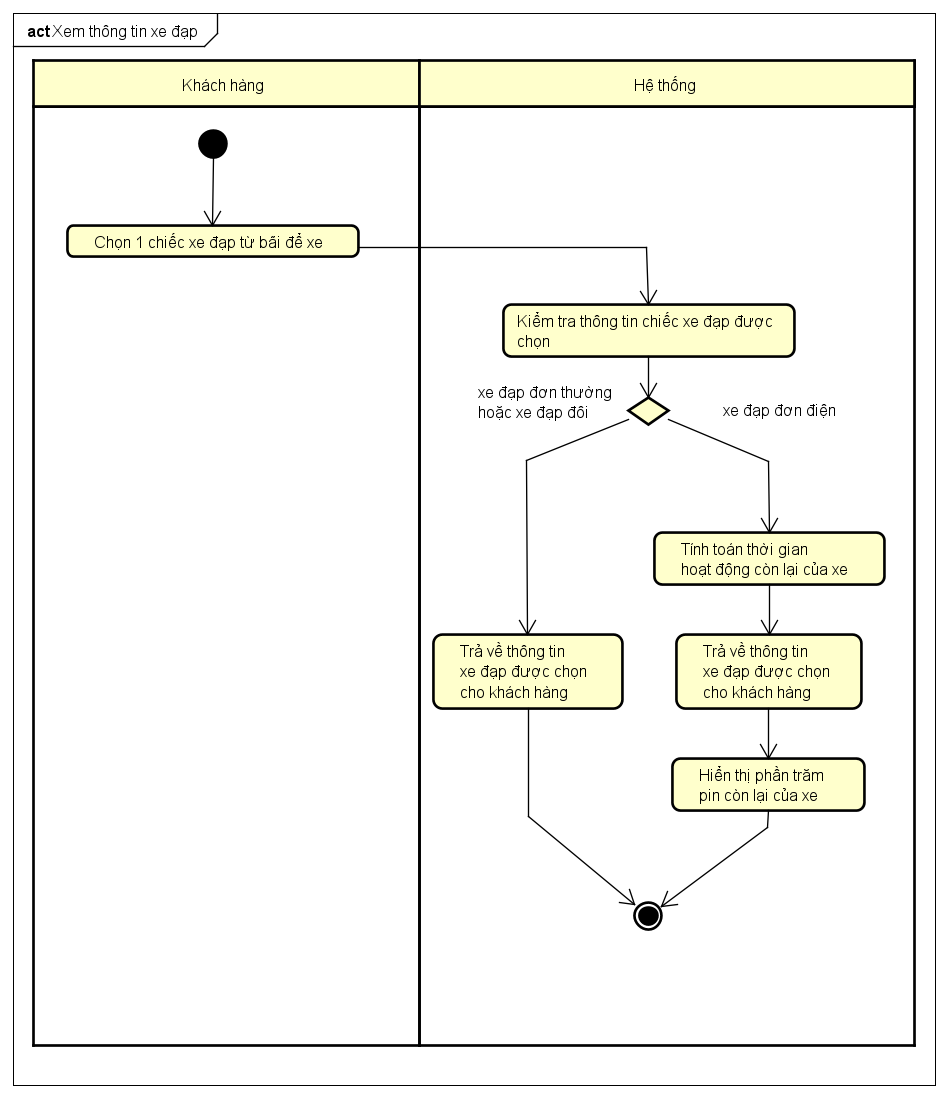 act Xem thông tin xe đạp
Khách hàng
Hệ thống
Chọn 1 chiếc xe đạp từ bãi để xe
Kiểm tra thông tin chiếc xe đạp được
chọn
xe đạp đơn thường
hoặc xe đạp đôi
xe đạp đơn điện
Tính toán thời gian
hoạt động còn lại của xe
Trả về thông tin
xe đạp được chọn
cho khách hàng
Trả về thông tin
xe đạp được chọn
cho khách hàng
Hiển thị phần trăm
pin còn lại của xe